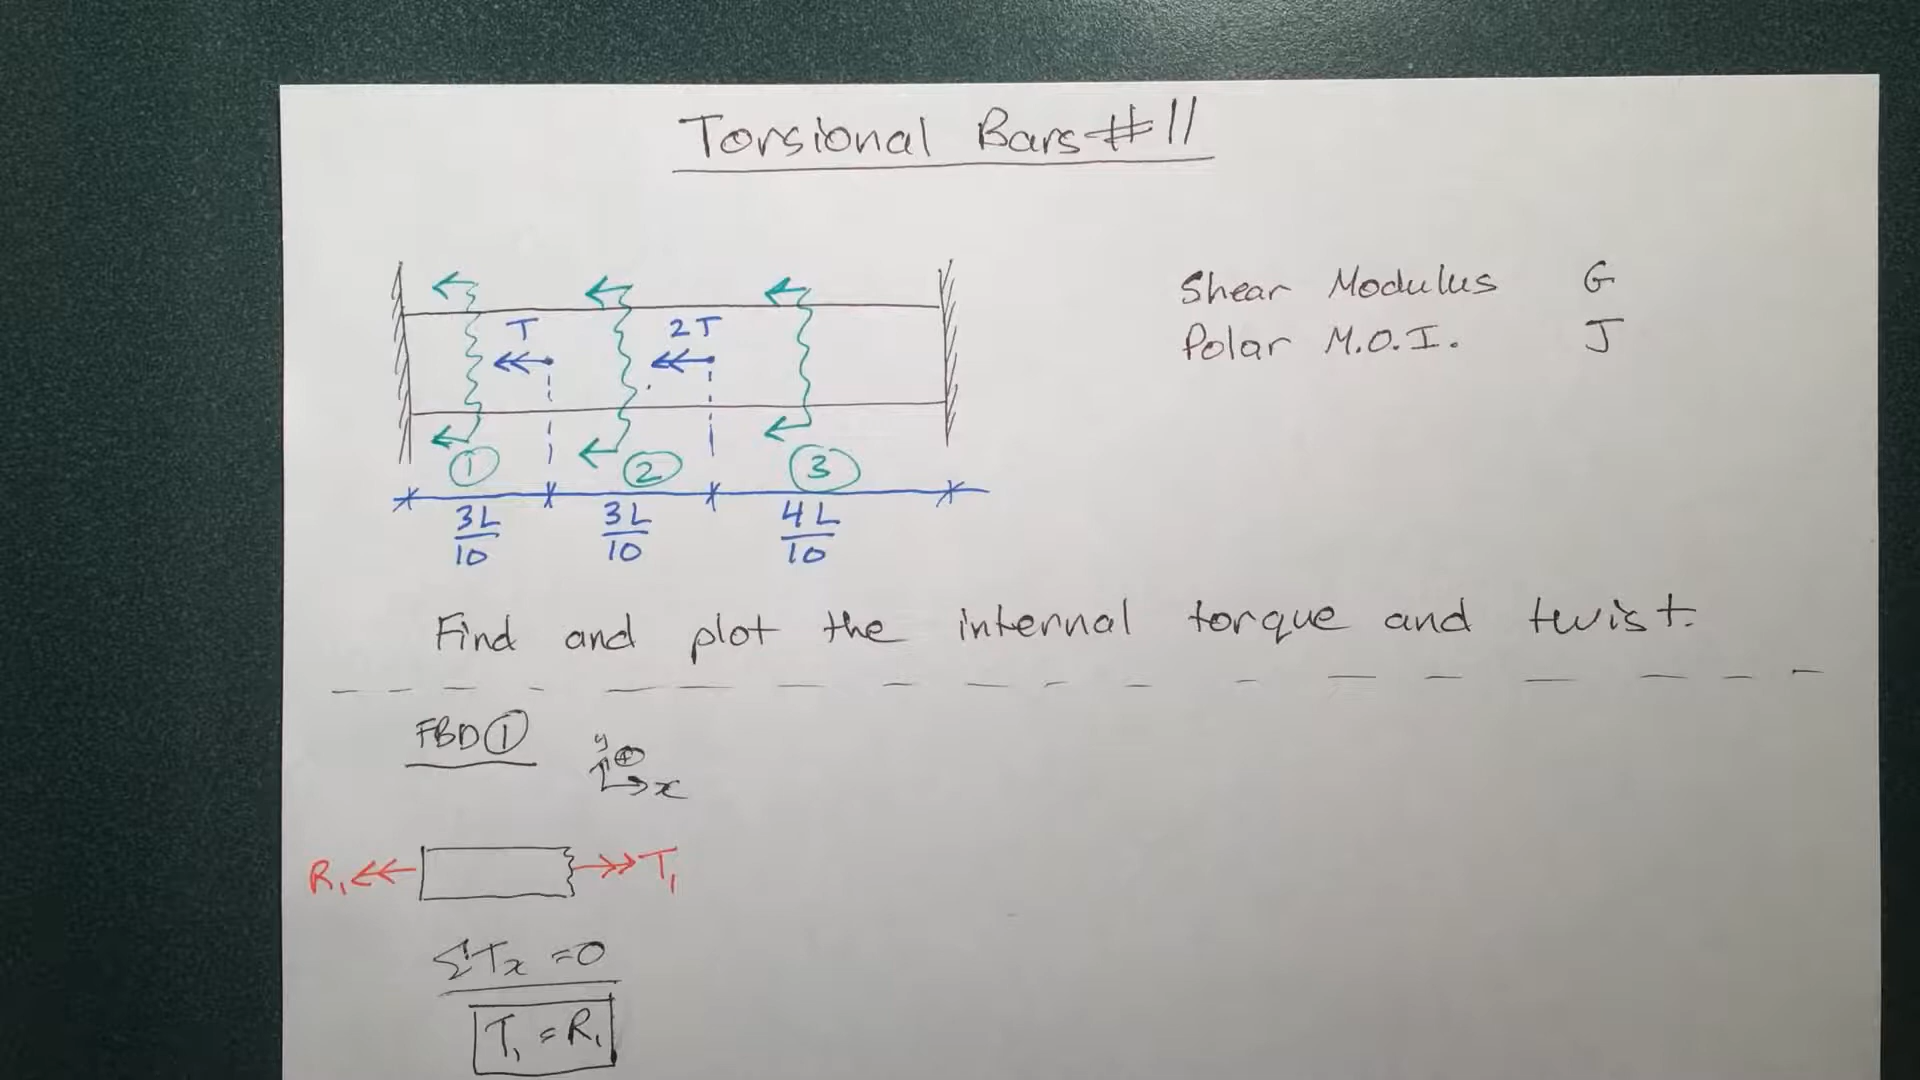 Torsional Bars #11
Shear Modulus G
Polar M.O.I. J
T 2T
① ② ③
3L/10 3L/10 4L/10
Find and plot the internal torque and twist.
FBD ①
y ⊕
x
R₁ T₁
ΣTₓ = 0
T₁ = R₁